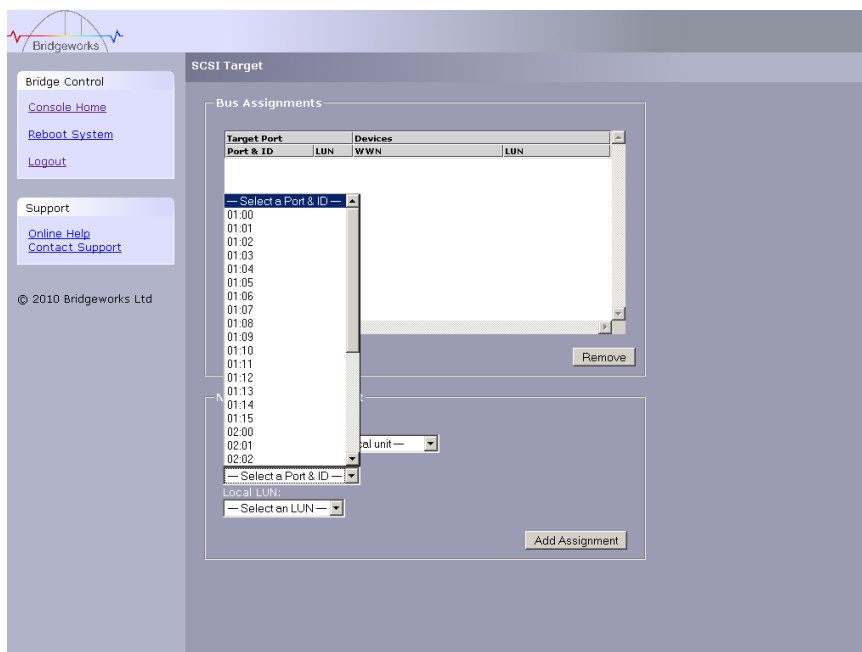 Bridgeworks
SCSI Target
Bridge Control
Console Home
Reboot System
Logout
Support
Online Help
Contact Support
© 2010 Bridgeworks Ltd
Bus Assignments
Target Port Devices
Port & ID LUN WWN LUN
— Select a Port & ID —
01:00
01:01
01:02
01:03
01:04
01:05
01:06
01:07
01:08
01:09
01:10
01:11
01:12
01:13
01:14
01:15
02:00
02:01
02:02
Remove
unit —
— Select a Port & ID —
Local LUN:
— Select an LUN —
Add Assignment